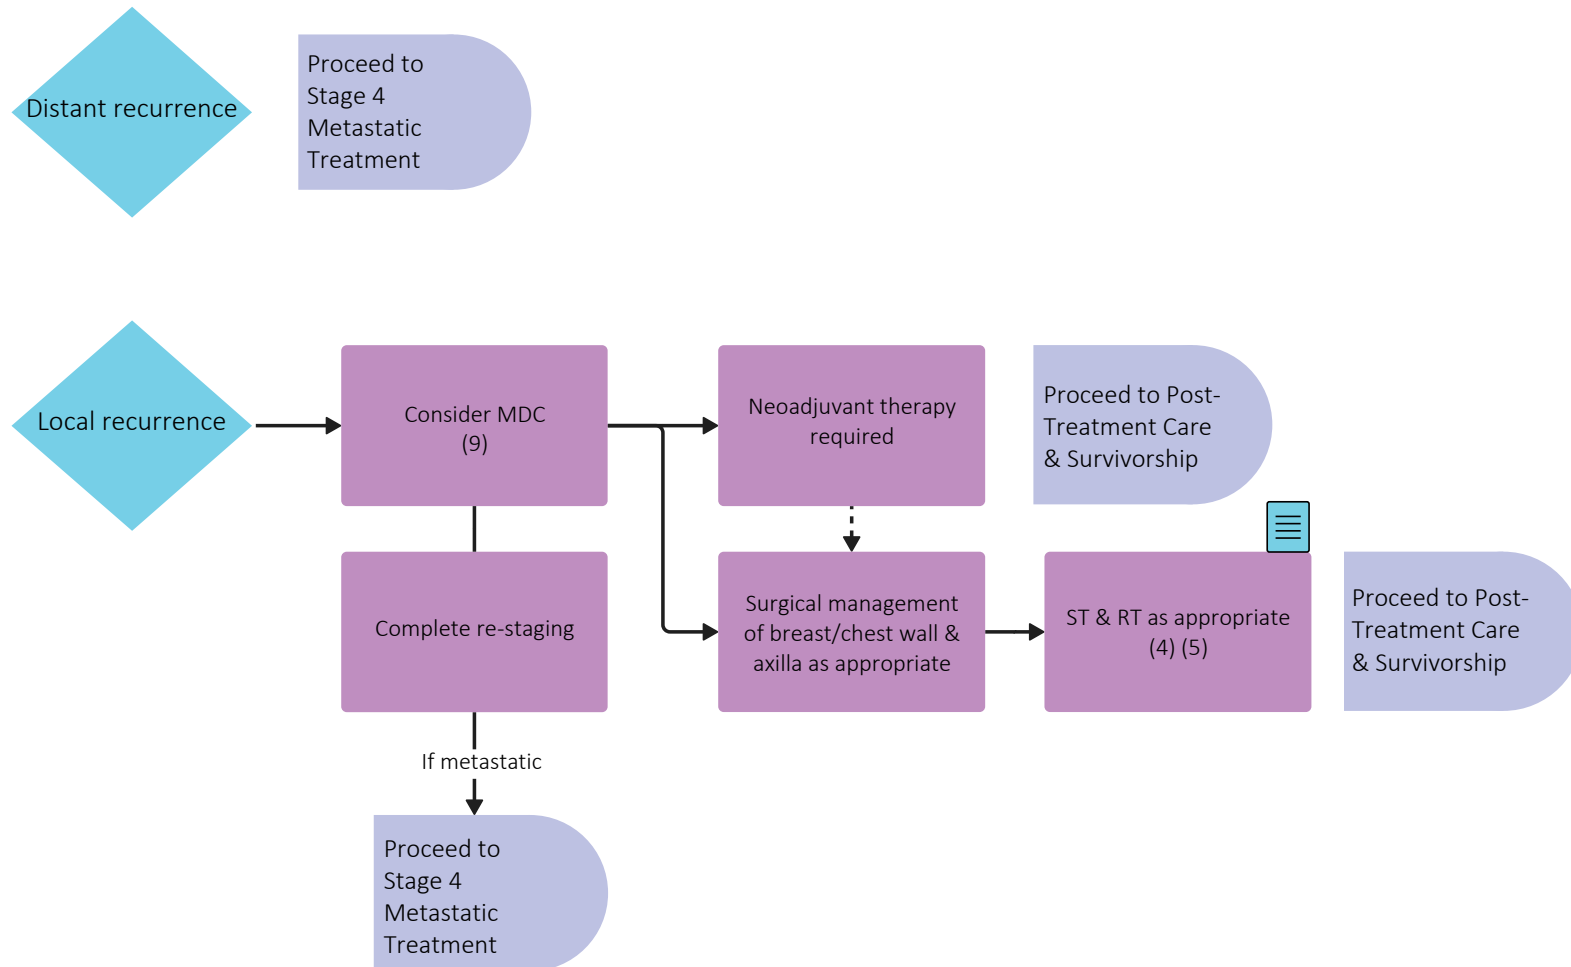 Distant recurrence
Proceed to
Stage 4
Metastatic
Treatment
Local recurrence
Consider MDC
(9)
Neoadjuvant therapy
required
Proceed to Post-
Treatment Care
& Survivorship
Complete re-staging
Surgical management
of breast/chest wall &
axilla as appropriate
ST & RT as appropriate
(4) (5)
Proceed to Post-
Treatment Care
& Survivorship
If metastatic
Proceed to
Stage 4
Metastatic
Treatment